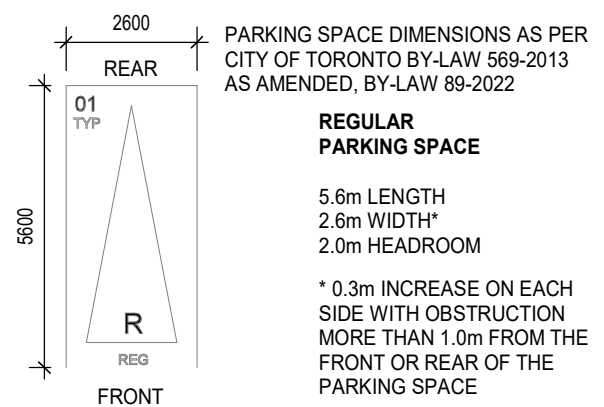 2600
REAR
01
TYP
5600
R
REG
FRONT
PARKING SPACE DIMENSIONS AS PER
CITY OF TORONTO BY-LAW 569-2013
AS AMENDED, BY-LAW 89-2022
REGULAR
PARKING SPACE
5.6m LENGTH
2.6m WIDTH*
2.0m HEADROOM
* 0.3m INCREASE ON EACH
SIDE WITH OBSTRUCTION
MORE THAN 1.0m FROM THE
FRONT OR REAR OF THE
PARKING SPACE